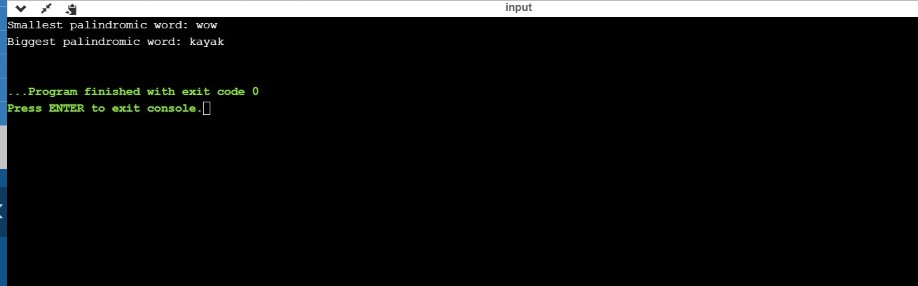 input
Smallest palindromic word: wow
Biggest palindromic word: kayak
...Program finished with exit code 0
Press ENTER to exit console.